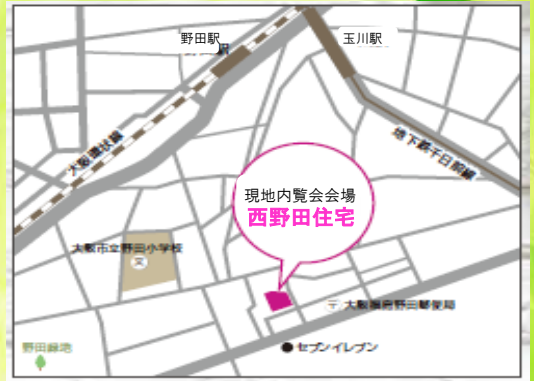 野田駅
駅
玉川駅
大阪環状線
地下鉄千日前線
現地内覧会会場
西野田住宅
大阪市立野田小学校
文
〒大阪福島野田郵便局
野田緑地
セブンイレブン